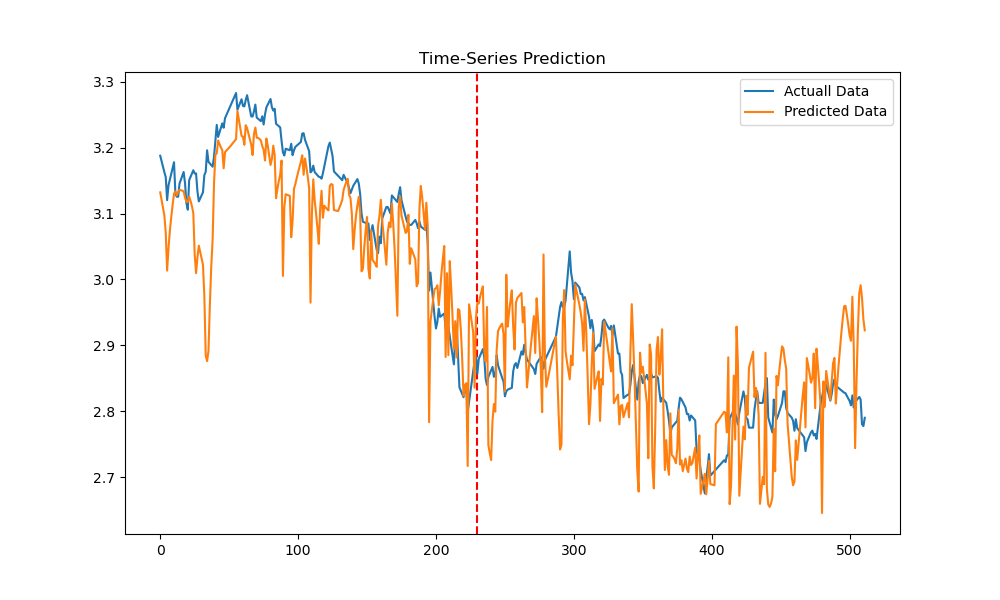 Time-Series Prediction
Actuall Data
Predicted Data
3.3
3.2
3.1
3.0
2.9
2.8
2.7
0 100 200 300 400 500